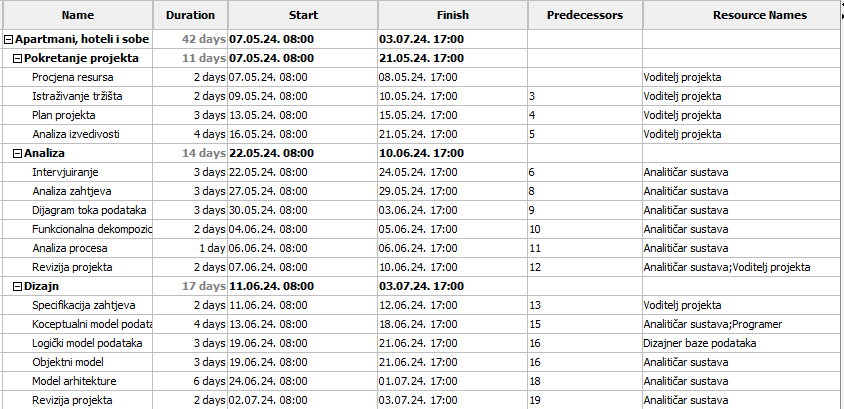 Name Duration Start Finish Predecessors Resource Names
Apartmani, hoteli i sobe 42 days 07.05.24. 08:00 03.07.24. 17:00
Pokretanje projekta 11 days 07.05.24. 08:00 21.05.24. 17:00
Procjena resursa 2 days 07.05.24. 08:00 08.05.24. 17:00 Voditelj projekta
Istraživanje tržišta 2 days 09.05.24. 08:00 10.05.24. 17:00 3 Voditelj projekta
Plan projekta 3 days 13.05.24. 08:00 15.05.24. 17:00 4 Voditelj projekta
Analiza izvedivosti 4 days 16.05.24. 08:00 21.05.24. 17:00 5 Voditelj projekta
Analiza 14 days 22.05.24. 08:00 10.06.24. 17:00
Intervjuiranje 3 days 22.05.24. 08:00 24.05.24. 17:00 6 Analitičar sustava
Analiza zahtjeva 3 days 27.05.24. 08:00 29.05.24. 17:00 8 Analitičar sustava
Dijagram toka podataka 3 days 30.05.24. 08:00 03.06.24. 17:00 9 Analitičar sustava
Funkcionalna dekompozic 2 days 04.06.24. 08:00 05.06.24. 17:00 10 Analitičar sustava
Analiza procesa 1 day 06.06.24. 08:00 06.06.24. 17:00 11 Analitičar sustava
Revizija projekta 2 days 07.06.24. 08:00 10.06.24. 17:00 12 Analitičar sustava;Voditelj projekta
Dizajn 17 days 11.06.24. 08:00 03.07.24. 17:00
Specifikacija zahtjeva 2 days 11.06.24. 08:00 12.06.24. 17:00 13 Voditelj projekta
Koceptualni model podata 4 days 13.06.24. 08:00 18.06.24. 17:00 15 Analitičar sustava;Programer
Logički model podataka 3 days 19.06.24. 08:00 21.06.24. 17:00 16 Dizajner baze podataka
Objektni model 3 days 19.06.24. 08:00 21.06.24. 17:00 16 Analitičar sustava
Model arhitekture 6 days 24.06.24. 08:00 01.07.24. 17:00 18 Analitičar sustava
Revizija projekta 2 days 02.07.24. 08:00 03.07.24. 17:00 19 Analitičar sustava